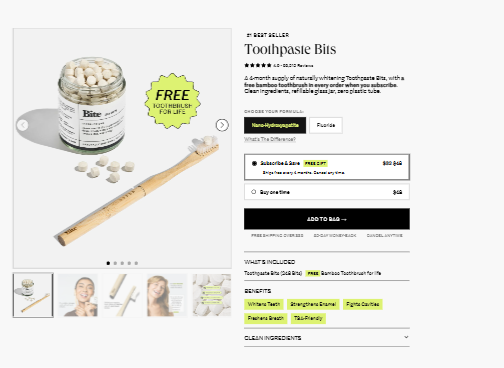 #1 BEST SELLER
Toothpaste Bits
A 4-month supply of naturally whitening Toothpaste Bits, with a
free bamboo toothbrush in every order when you subscribe.
Clean ingredients, refillable glass jar, zero plastic tube.
CHOOSE YOUR FORMULA:
Nano-Hydroxyapatite
Fluoride
What's The Difference?
Subscribe & Save FREE GIFT
Ships free every 4 months. Cancel any time.
Buy one time
ADD TO BAG →
FREE SHIPPING OVER
MONEY-BACK
CANCEL ANYTIME
WHAT'S INCLUDED
Toothpaste Bits (248 Bits) FREE Bamboo Toothbrush for life
BENEFITS
Whitens Teeth
Strengthens Enamel
Fights Cavities
Freshens Breath
TSA-Friendly
CLEAN INGREDIENTS
FREE
TOOTHBRUSH
FOR LIFE
Bite